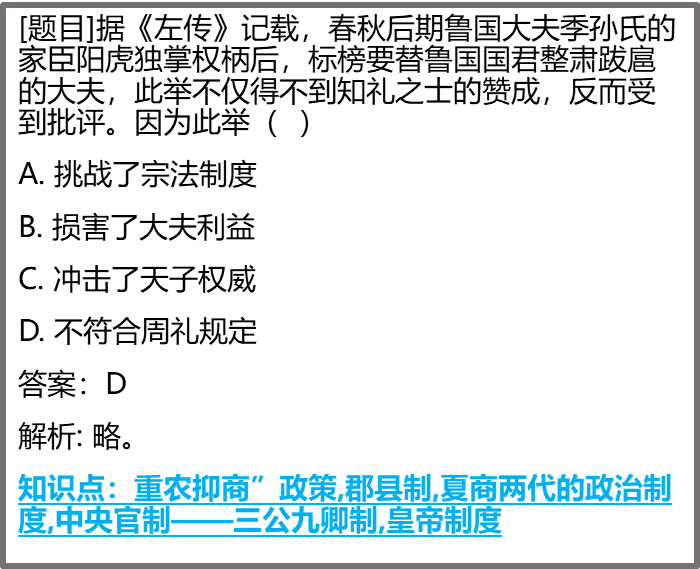 [题目]据《左传》记载，春秋后期鲁国大夫季孙氏的
家臣阳虎独掌权柄后，标榜要替鲁国国君整肃跋扈
的大夫，此举不仅得不到知礼之士的赞成，反而受
到批评。因为此举（  ）
A. 挑战了宗法制度
B. 损害了大夫利益
C. 冲击了天子权威
D. 不符合周礼规定
答案：D
解析: 略。
知识点：重农抑商”政策,郡县制,夏商两代的政治制
度,中央官制——三公九卿制,皇帝制度